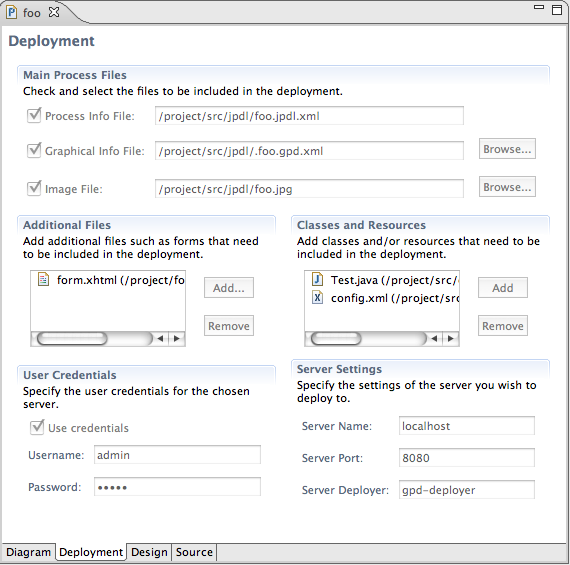 foo
Deployment
Main Process Files
Check and select the files to be included in the deployment.
Process Info File: /project/src/jpdl/foo.jpdl.xml
Graphical Info File: /project/src/jpdl/.foo.gpd.xml Browse...
Image File: /project/src/jpdl/foo.jpg Browse...
Additional Files
Add additional files such as forms that need
to be included in the deployment.
form.xhtml (/project/fo
Add...
Remove
Classes and Resources
Add classes and/or resources that need to be
included in the deployment.
Test.java (/project/src/
config.xml (/project/src
Add
Remove
User Credentials
Specify the user credentials for the chosen
server.
Use credentials
Username: admin
Password: •••••
Server Settings
Specify the settings of the server you wish to
deploy to.
Server Name: localhost
Server Port: 8080
Server Deployer: gpd-deployer
Diagram Deployment Design Source